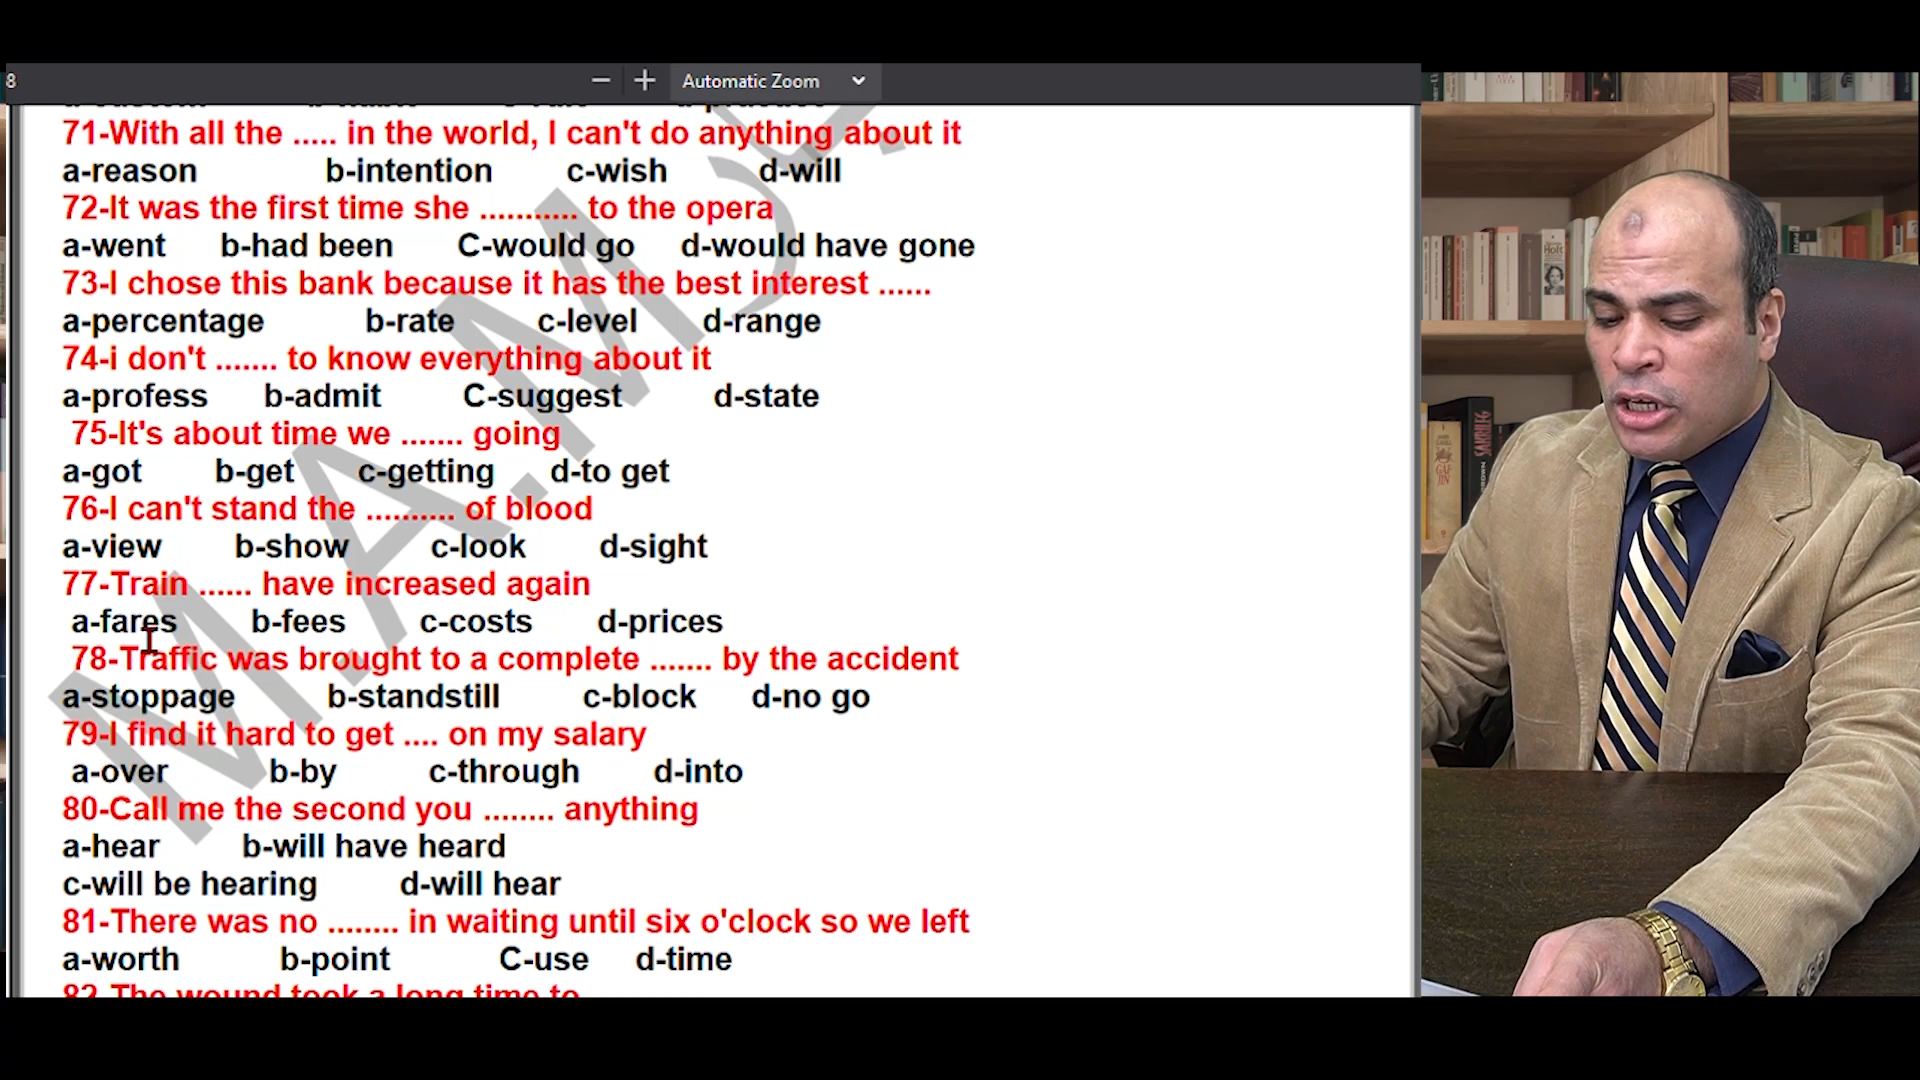 8
Automatic Zoom
71-With all the ..... in the world, I can't do anything about it
a-reason b-intention c-wish d-will
72-It was the first time she ........... to the opera
a-went b-had been C-would go d-would have gone
73-I chose this bank because it has the best interest ......
a-percentage b-rate c-level d-range
74-i don't ....... to know everything about it
a-profess b-admit C-suggest d-state
75-It's about time we ....... going
a-got b-get c-getting d-to get
76-I can't stand the .......... of blood
a-view b-show c-look d-sight
77-Train ...... have increased again
a-fares b-fees c-costs d-prices
78-Traffic was brought to a complete ....... by the accident
a-stoppage b-standstill c-block d-no go
79-I find it hard to get .... on my salary
a-over b-by c-through d-into
80-Call me the second you ........ anything
a-hear b-will have heard
c-will be hearing d-will hear
81-There was no ........ in waiting until six o'clock so we left
a-worth b-point C-use d-time
82-The wound took a long time to